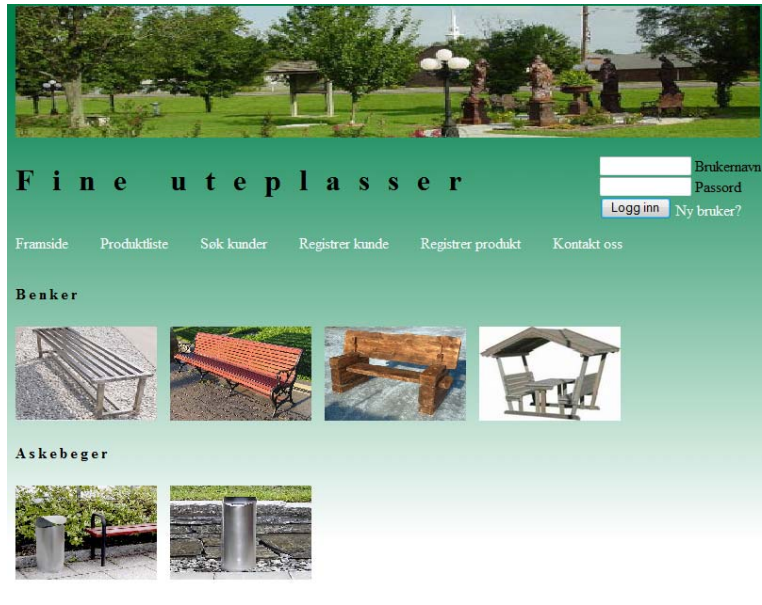 Fine uteplasser
Brukernavn
Passord
Logg inn Ny bruker?
Framside Produktliste Søk kunder Registrer kunde Registrer produkt Kontakt oss
Benker
Askebeger